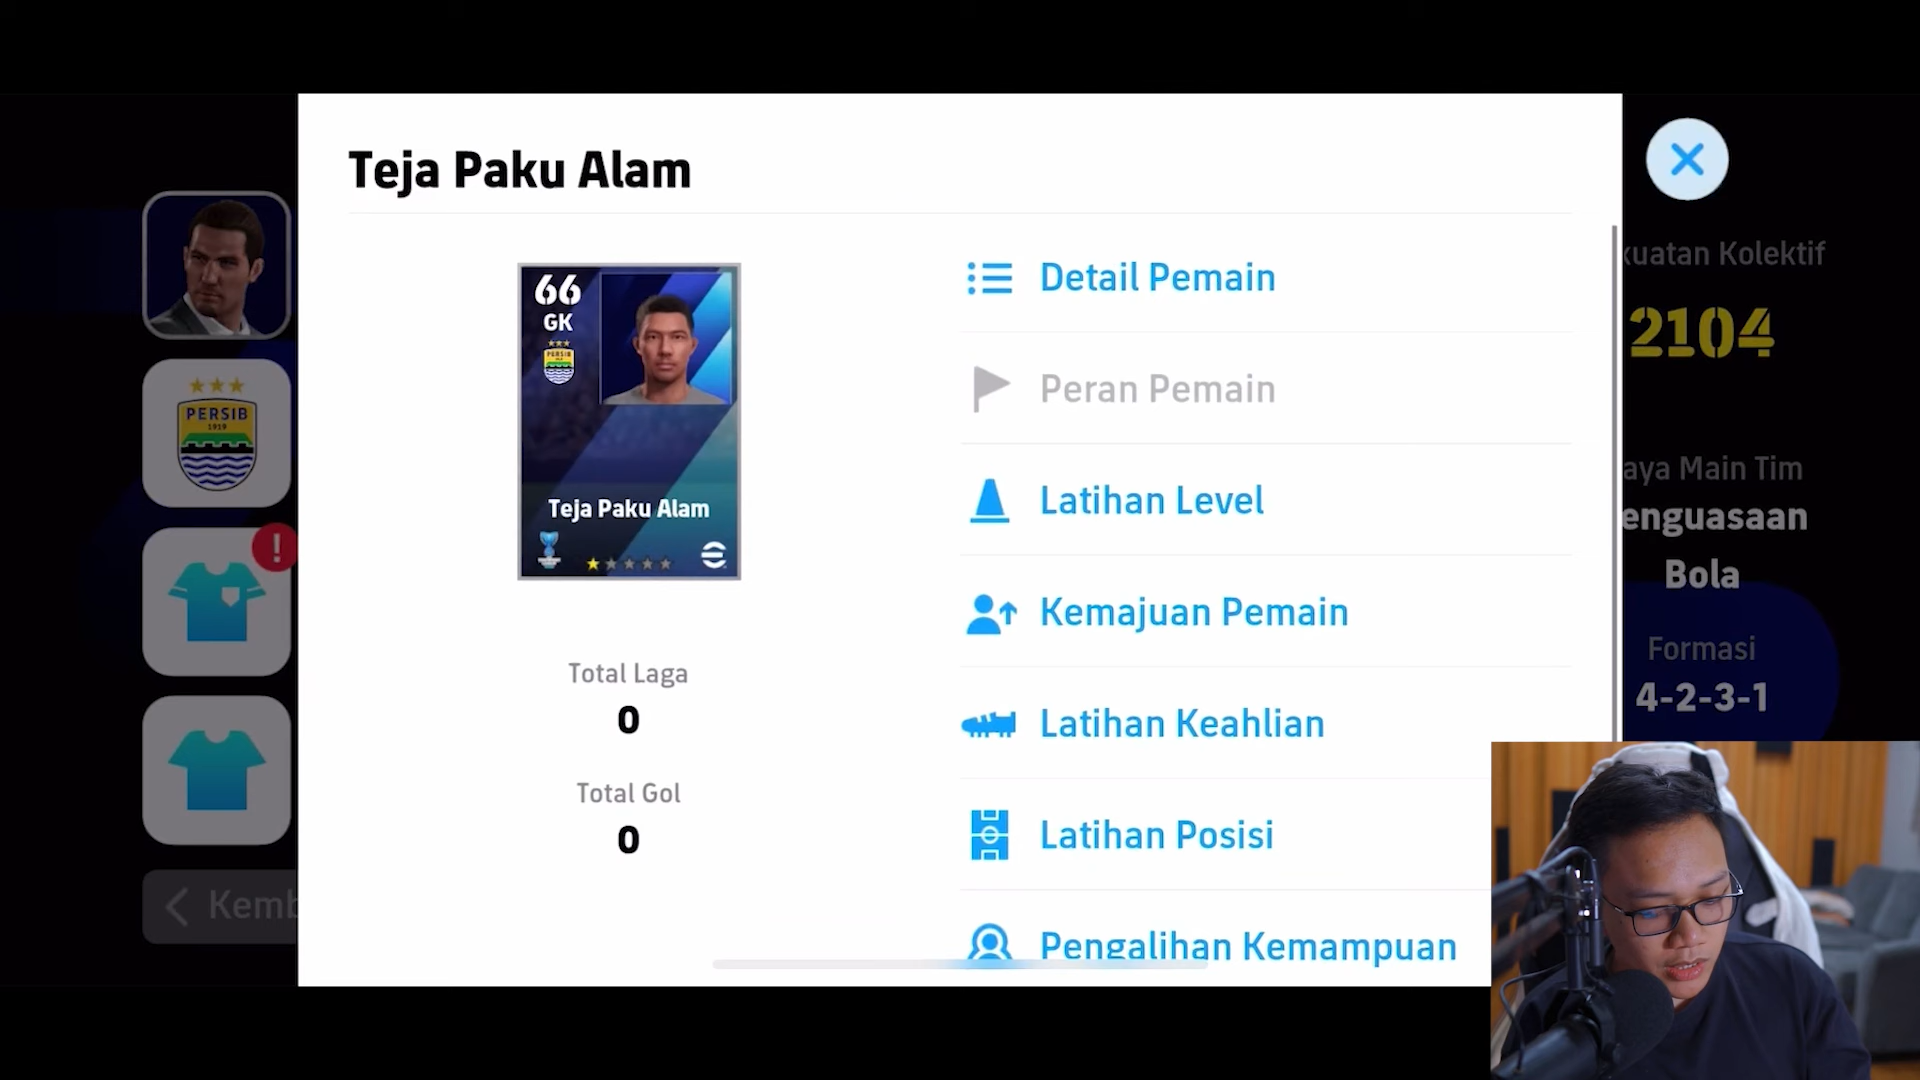 Teja Paku Alam
66
GK
PERSIB
Teja Paku Alam
Total Laga
0
Total Gol
0
Detail Pemain
Peran Pemain
Latihan Level
Kemajuan Pemain
Latihan Keahlian
Latihan Posisi
Pengalihan Kemampuan
PERSIB
1919
!
Kemb
kuatan Kolektif
2104
aya Main Tim
enguasaan
Bola
Formasi
4-2-3-1